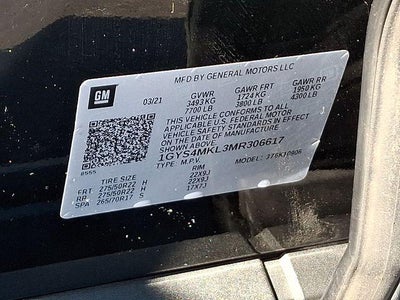 GM
MFD BY GENERAL MOTORS LLC
03/21 GVWR GAWR FRT GAWR RR
3493 KG 1724 KG 1950 KG
7700 LB 3800 LB 4300 LB
THIS VEHICLE CONFORMS TO ALL
APPLICABLE U.S. FEDERAL MOTOR
VEHICLE SAFETY STANDARDS IN EFFECT
ON THE DATE OF MANUFACTURE
SHOWN ABOVE.
1GYS4MKL3MR306617
TYPE: M.P.V. MODEL:
8555
TIRE SIZE RIM
FRT 275/50R22 H 22X9J
RR 275/50R22 H 22X9J
SPA 265/70R17 S 17X7J